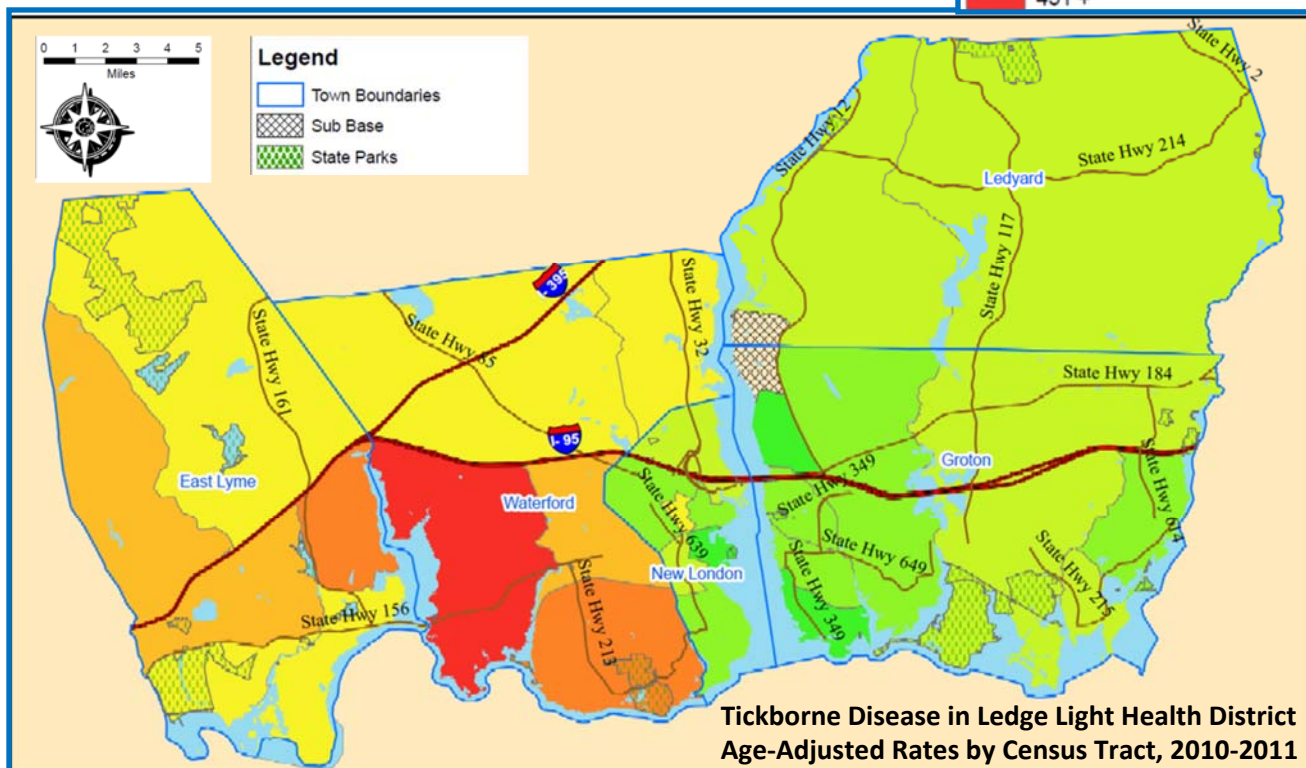 451 +
0 1 2 3 4 5
Miles
Legend
Town Boundaries
Sub Base
State Parks
State Hwy 2
State Hwy 12
State Hwy 214
Ledyard
State Hwy 117
I- 395
State Hwy 85
State Hwy 32
State Hwy 161
State Hwy 184
I- 95
East Lyme
Waterford
State Hwy 349
Groton
State Hwy 639
State Hwy 614
State Hwy 649
New London
State Hwy 156
State Hwy 213
State Hwy 349
State Hwy 215
Tickborne Disease in Ledge Light Health District
Age-Adjusted Rates by Census Tract, 2010-2011